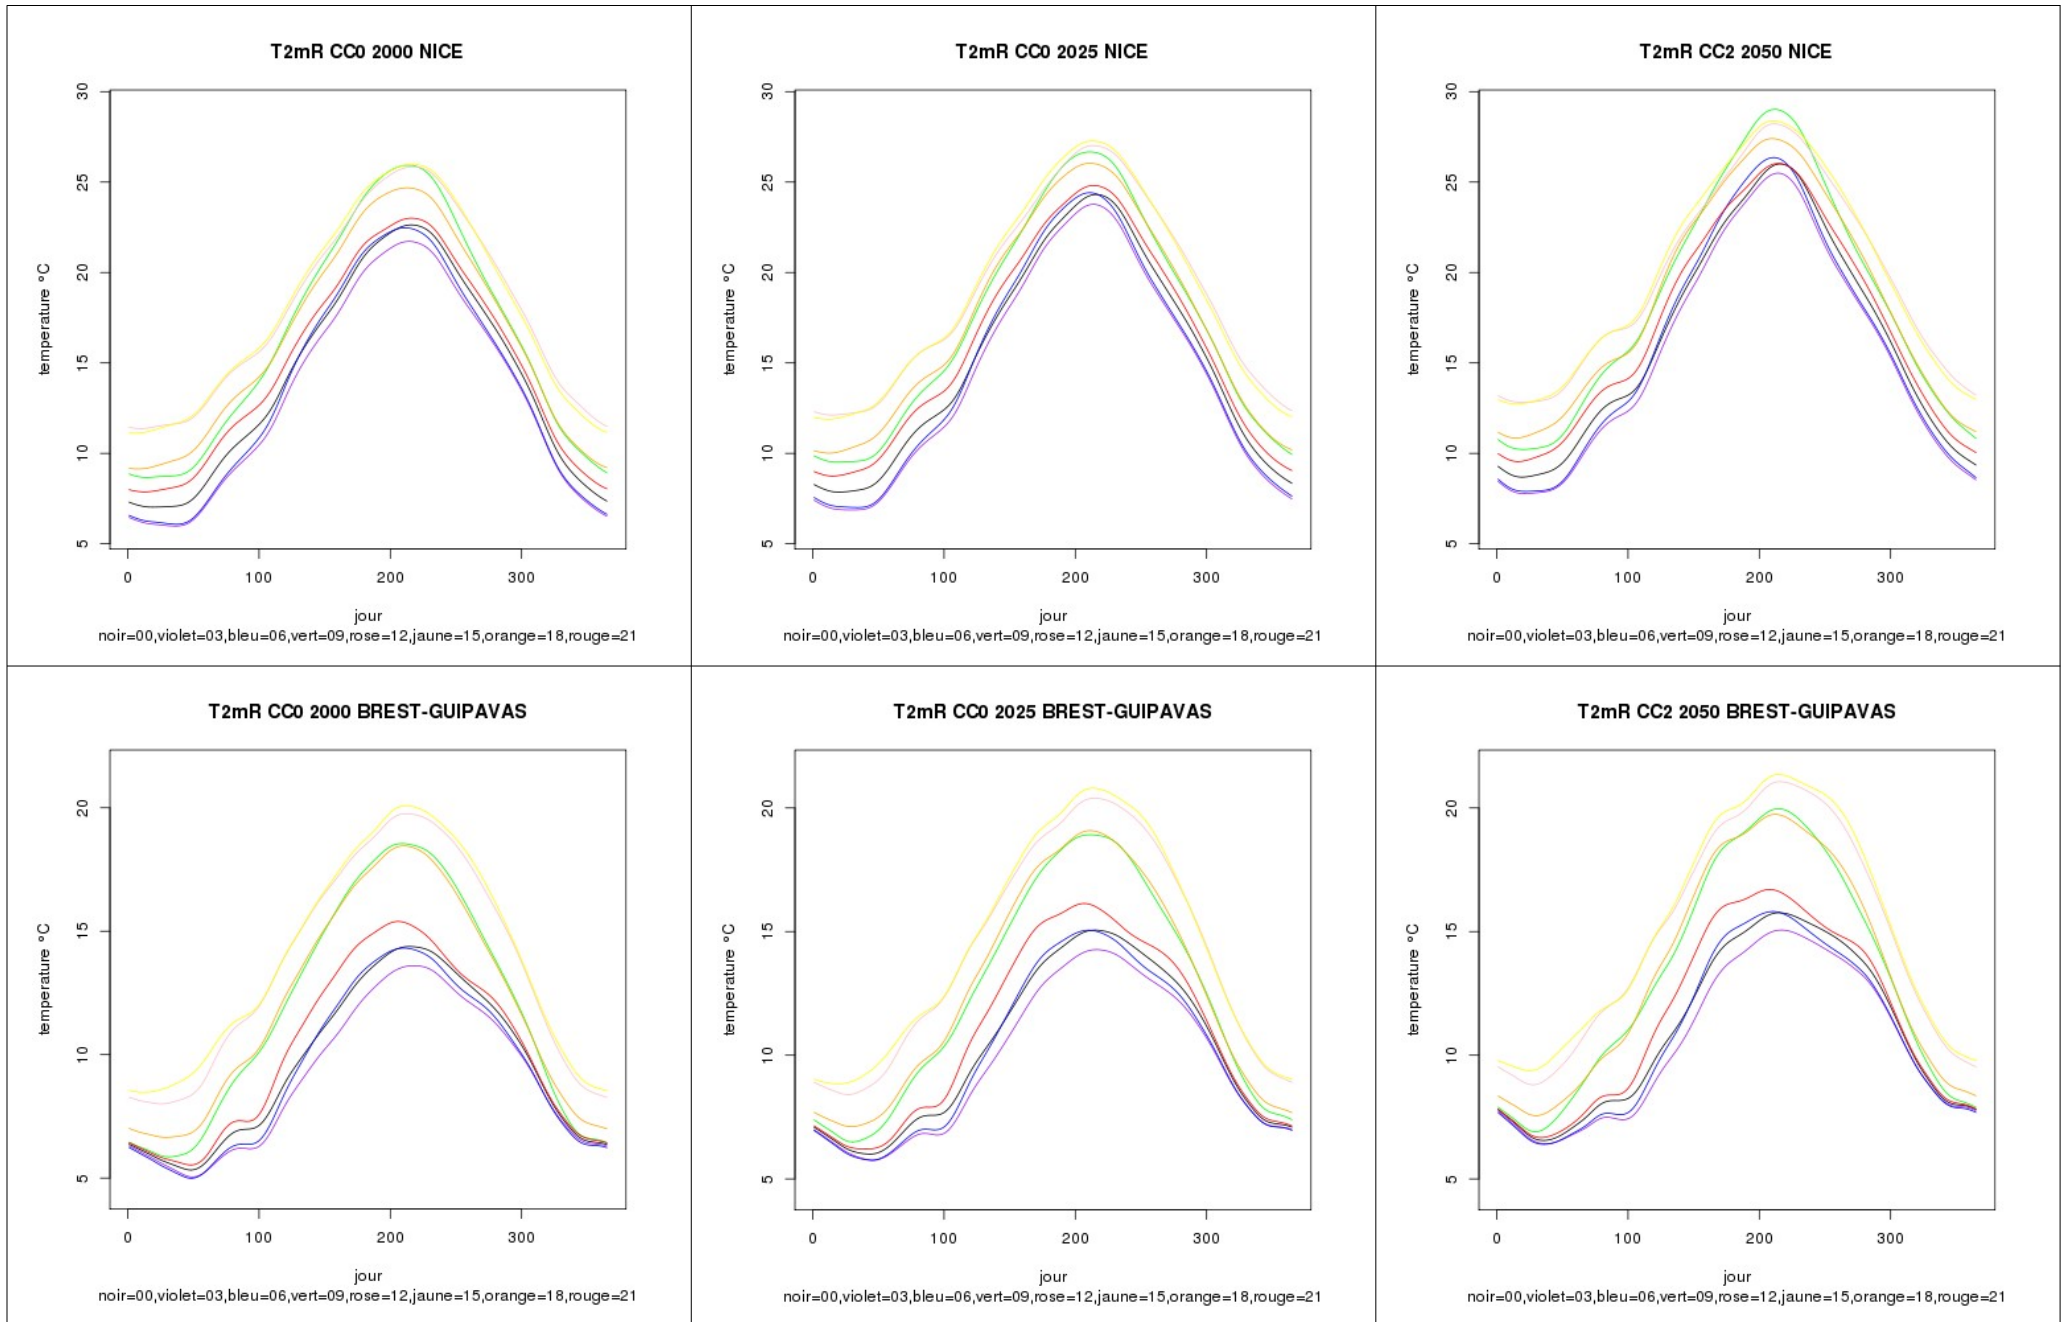 T2mR CC0 2000 NICE
30
25
20
15
10
5
temperature °C
0 100 200 300
jour
noir=00,violet=03,bleu=06,vert=09,rose=12,jaune=15,orange=18,rouge=21
T2mR CC0 2025 NICE
30
25
20
15
10
5
temperature °C
0 100 200 300
jour
noir=00,violet=03,bleu=06,vert=09,rose=12,jaune=15,orange=18,rouge=21
T2mR CC2 2050 NICE
30
25
20
15
10
5
temperature °C
0 100 200 300
jour
noir=00,violet=03,bleu=06,vert=09,rose=12,jaune=15,orange=18,rouge=21
T2mR CC0 2000 BREST-GUIPAVAS
20
15
10
5
temperature °C
0 100 200 300
jour
noir=00,violet=03,bleu=06,vert=09,rose=12,jaune=15,orange=18,rouge=21
T2mR CC0 2025 BREST-GUIPAVAS
20
15
10
5
temperature °C
0 100 200 300
jour
noir=00,violet=03,bleu=06,vert=09,rose=12,jaune=15,orange=18,rouge=21
T2mR CC2 2050 BREST-GUIPAVAS
20
15
10
5
temperature °C
0 100 200 300
jour
noir=00,violet=03,bleu=06,vert=09,rose=12,jaune=15,orange=18,rouge=21